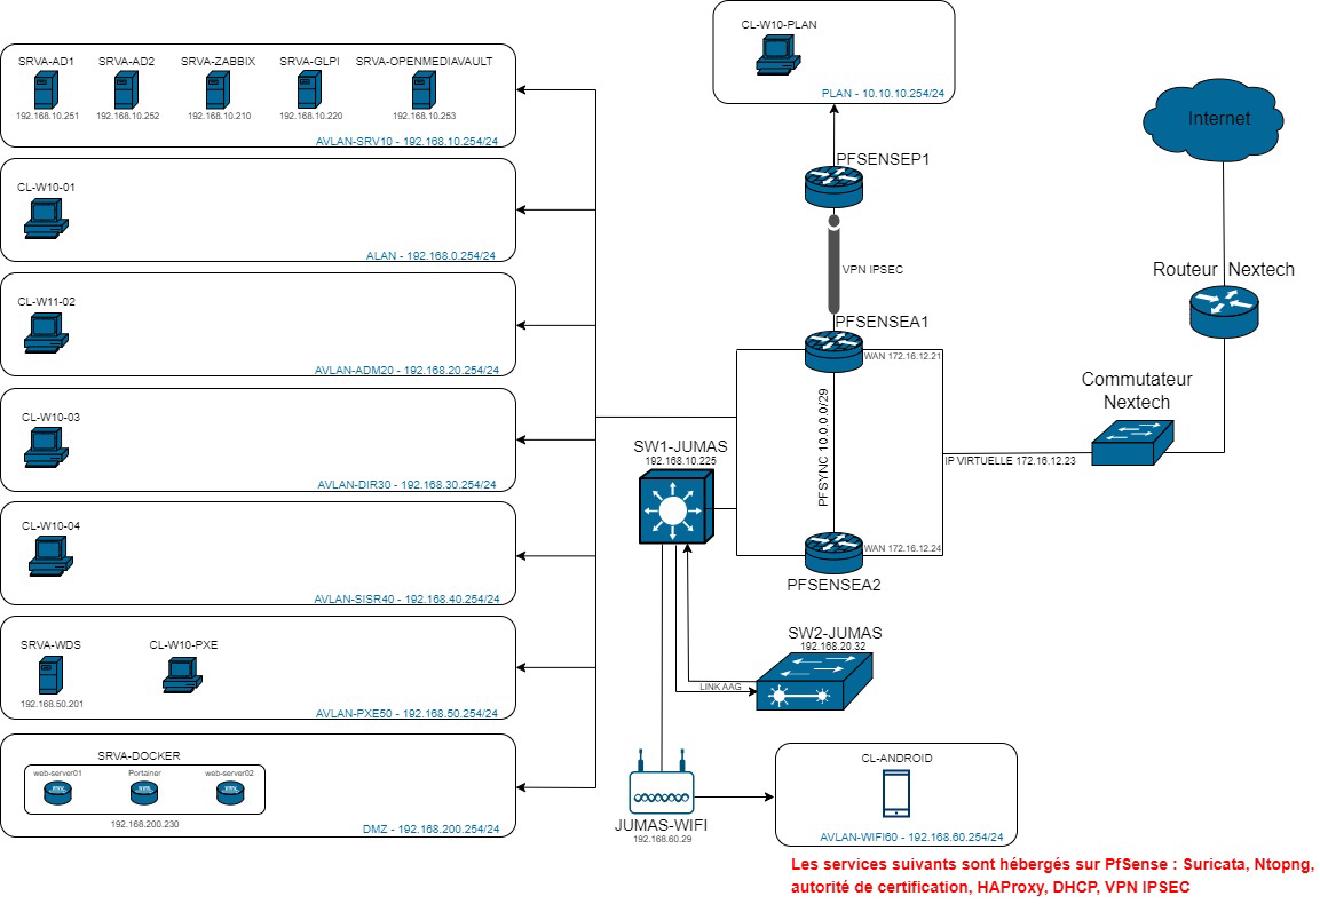 CL-W10-PLAN
PLAN - 10.10.10.254/24
SRVA-AD1
SRVA-AD2
SRVA-ZABBIX
SRVA-GLPI
SRVA-OPENMEDIAVAULT
192.168.10.251
192.168.10.252
192.168.10.210
192.168.10.220
192.168.10.253
AVLAN-SRV10 - 192.168.10.254/24
Internet
PFSENSEP1
CL-W10-01
ALAN - 192.168.0.254/24
VPN IPSEC
Routeur Nextech
CL-W11-02
AVLAN-ADM20 - 192.168.20.254/24
PFSENSEA1
WAN 172.16.12.21
Commutateur
Nextech
CL-W10-03
AVLAN-DIR30 - 192.168.30.254/24
PFSYNC 10.0.0.0/29
SW1-JUMAS
192.168.10.225
IP VIRTUELLE 172.16.12.23
CL-W10-04
AVLAN-SISR40 - 192.168.40.254/24
WAN 172.16.12.24
PFSENSEA2
SRVA-WDS
CL-W10-PXE
192.168.50.201
AVLAN-PXE50 - 192.168.50.254/24
SW2-JUMAS
192.168.20.32
LINK AAG
SRVA-DOCKER
web-server01
Portainer
web-server02
192.168.200.230
DMZ - 192.168.200.254/24
JUMAS-WIFI
192.168.60.29
CL-ANDROID
AVLAN-WIFI60 - 192.168.60.254/24
Les services suivants sont hébergés sur PfSense : Suricata, Ntopng,
autorité de certification, HAProxy, DHCP, VPN IPSEC